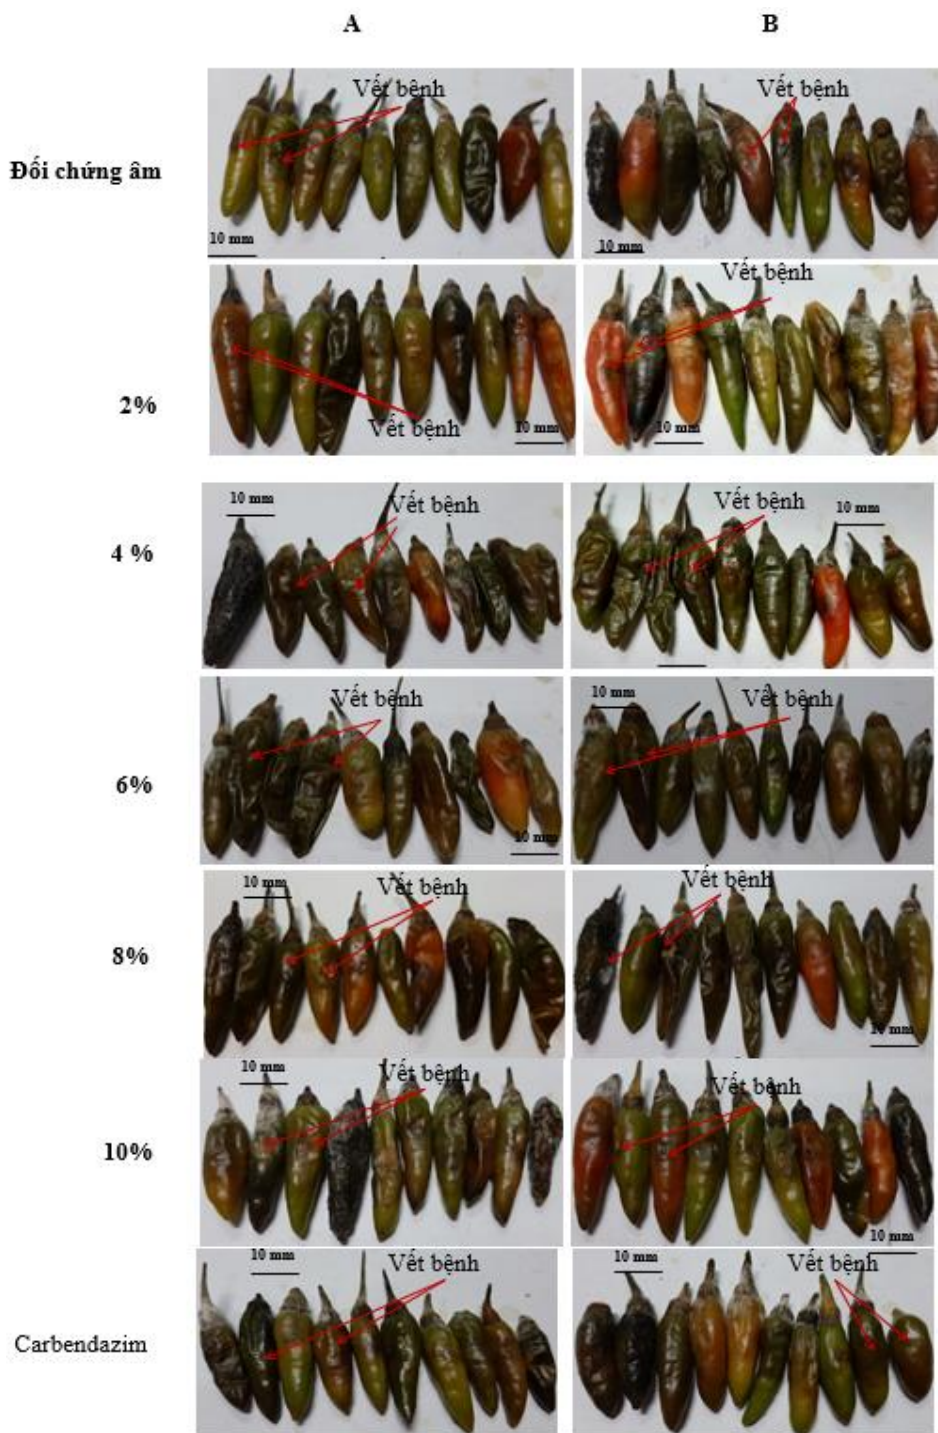 A B
Vết bệnh Vết bệnh
Đối chứng âm
10 mm 10 mm
Vết bệnh
2%
Vết bệnh 10 mm 10 mm
10 mm Vết bệnh Vết bệnh 10 mm
4 %
Vết bệnh 10 mm Vết bệnh
6%
10 mm
10 mm Vết bệnh Vết bệnh
8%
10 mm
10 mm Vết bệnh Vết bệnh
10%
10 mm
10 mm Vết bệnh 10 mm Vết bệnh
Carbendazim